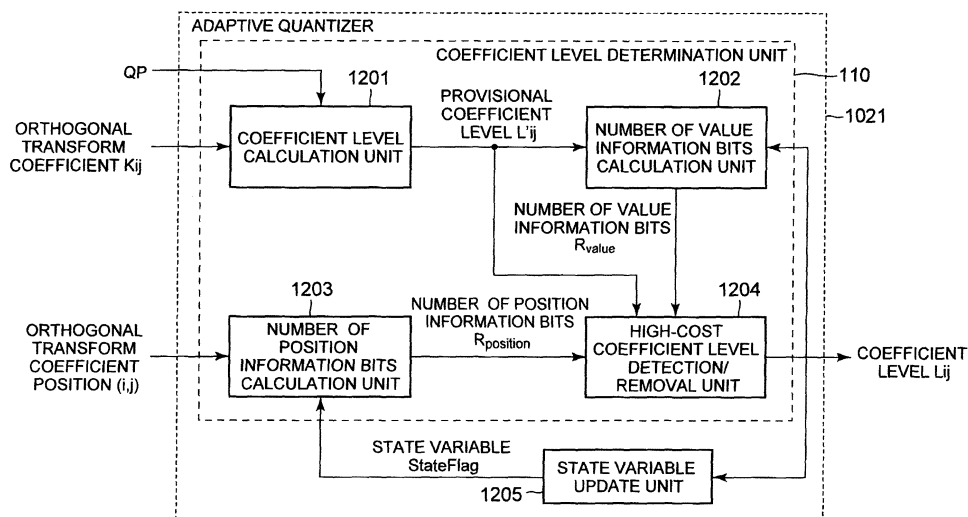 ADAPTIVE QUANTIZER
COEFFICIENT LEVEL DETERMINATION UNIT
QP
1201
1202
110
1021
ORTHOGONAL
TRANSFORM
COEFFICIENT Kij
COEFFICIENT LEVEL
CALCULATION UNIT
PROVISIONAL
COEFFICIENT
LEVEL L'ij
NUMBER OF VALUE
INFORMATION BITS
CALCULATION UNIT
NUMBER OF VALUE
INFORMATION BITS
Rvalue
1203
1204
ORTHOGONAL
TRANSFORM
COEFFICIENT
POSITION (i,j)
NUMBER OF
POSITION
INFORMATION BITS
CALCULATION UNIT
NUMBER OF POSITION
INFORMATION BITS
Rposition
HIGH-COST
COEFFICIENT LEVEL
DETECTION/
REMOVAL UNIT
COEFFICIENT
LEVEL Lij
STATE VARIABLE
StateFlag
STATE VARIABLE
UPDATE UNIT
1205